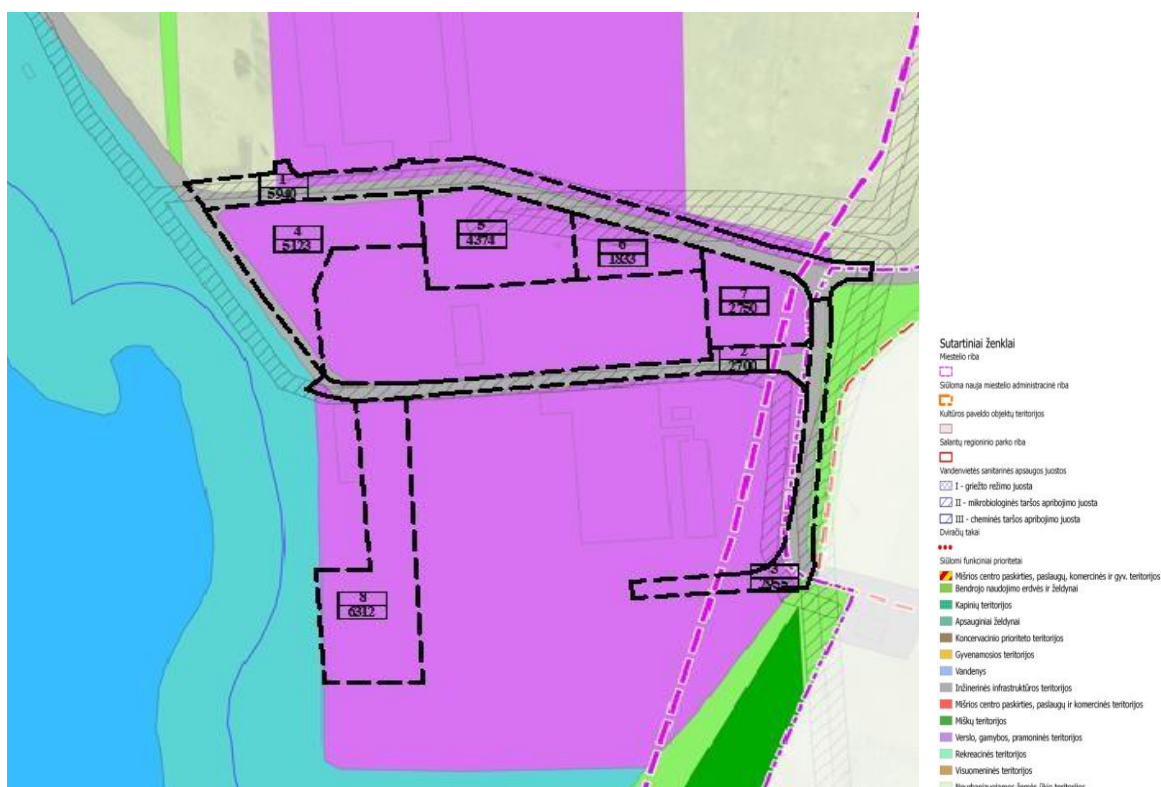 1
5940
4
5123
5
4374
6
1833
7
2750
2
2700
3
8
6312
Sutartiniai ženklai
Miestelio riba
Siūloma nauja miestelio administracinė riba
Kultūros paveldo objektų teritorijos
Salantų regioninio parko riba
Vandenvietės sanitarinės apsaugos juostos
I - griežto režimo juosta
II - mikrobiologinės taršos apribojimo juosta
III - cheminės taršos apribojimo juosta
Dviračių takai
Siūlomi funkciniai prioritetai
Mišrios centro paskirties, paslaugų, komercinės ir gyv. teritorijos
Bendrojo naudojimo erdvės ir želdynai
Kapinių teritorijos
Apsauginiai želdynai
Koncervacinio prioriteto teritorijos
Gyvenamosios teritorijos
Vandenys
Inžinerinės infrastruktūros teritorijos
Mišrios centro paskirties, paslaugų ir komercinės teritorijos
Miškų teritorijos
Verslo, gamybos, pramoninės teritorijos
Rekreacinės teritorijos
Visuomeninės teritorijos